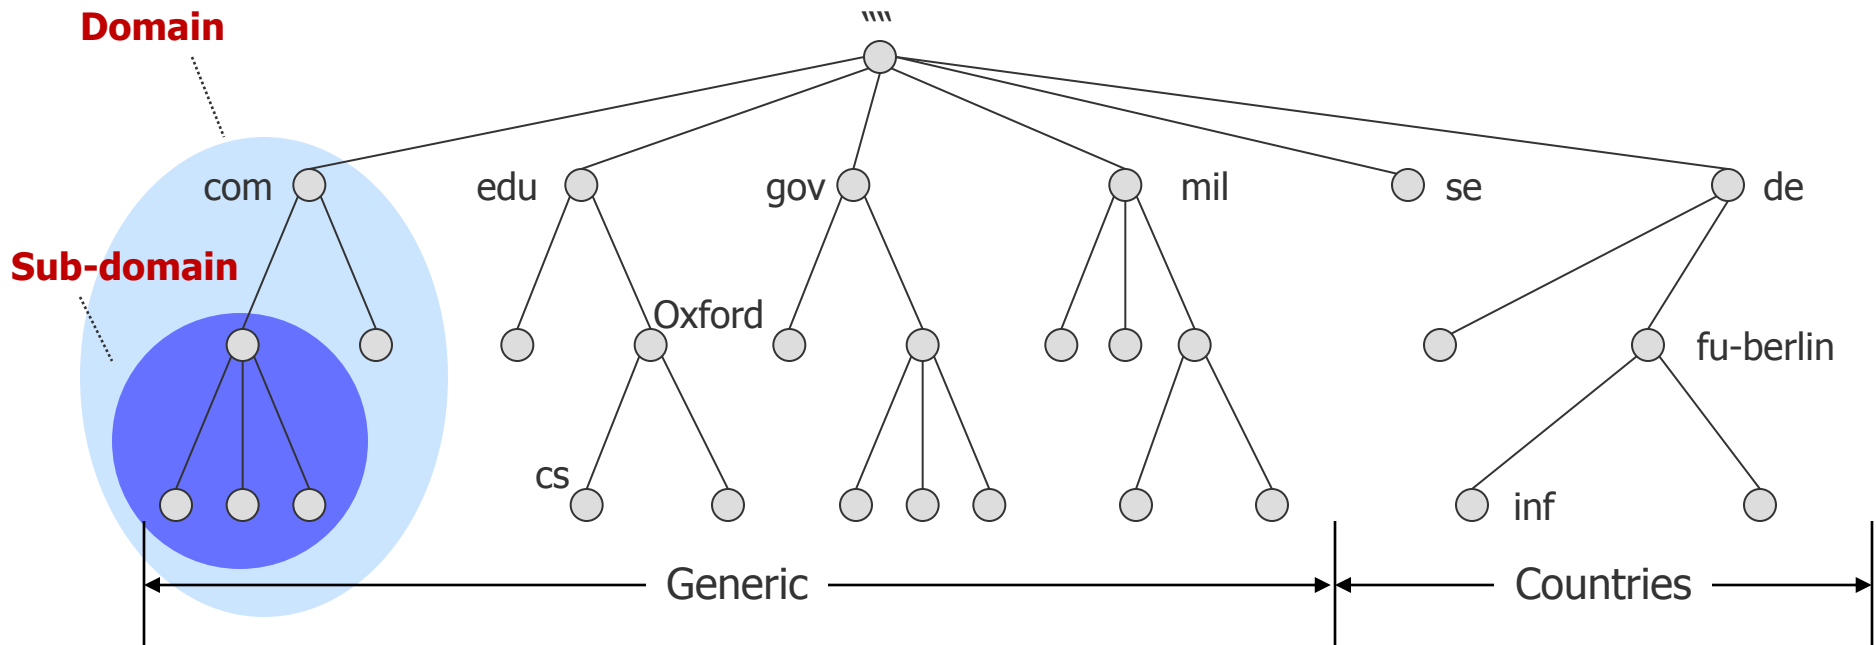 Domain
""
com
edu
gov
mil
se
de
Sub-domain
Oxford
fu-berlin
cs
inf
Generic
Countries